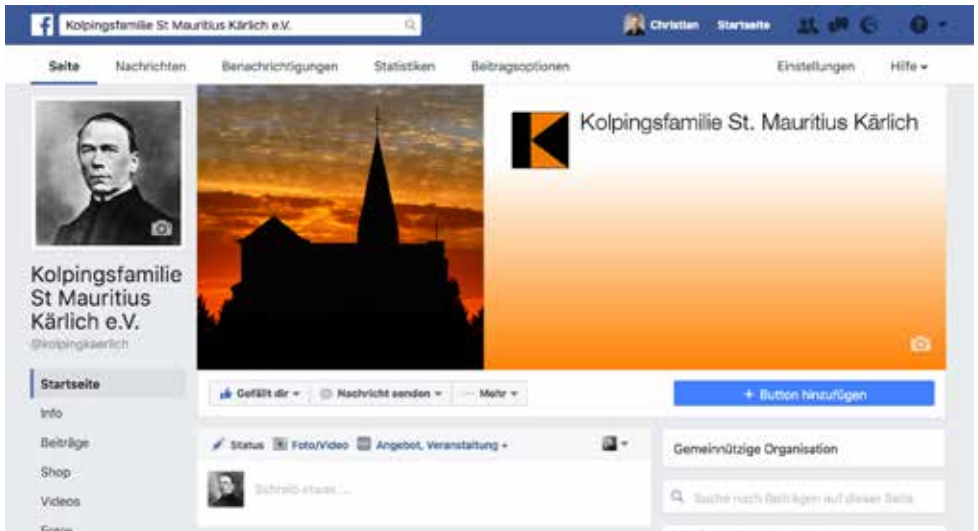 Kolpingsfamilie St Mauritius Kärlich e.V.
Christian Startseite
Seite Nachrichten Benachrichtigungen Statistiken Beitragsoptionen Einstellungen Hilfe
Kolpingsfamilie St. Mauritius Kärlich
Kolpingsfamilie
St Mauritius
Kärlich e.V.
@kolpingkaerlich
Startseite
Info
Beiträge
Shop
Videos
Fotos
Gefällt dir Nachricht senden ··· Mehr
+ Button hinzufügen
Status Foto/Video Angebot, Veranstaltung +
Schreib etwas ...
Gemeinnützige Organisation
Suche nach Beiträgen auf dieser Seite